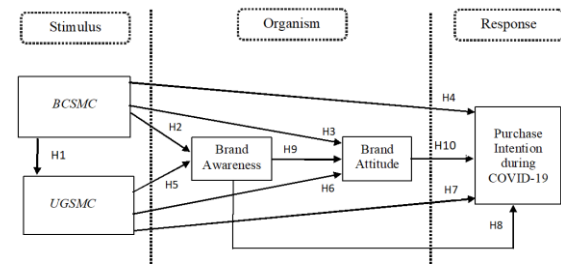 Stimulus
Organism
Response
BCSMC
H4
H1
H2
H3
Brand
Awareness
H9
Brand
Attitude
H10
Purchase
Intention
during
COVID-19
H5
H6
UGSMC
H7
H8